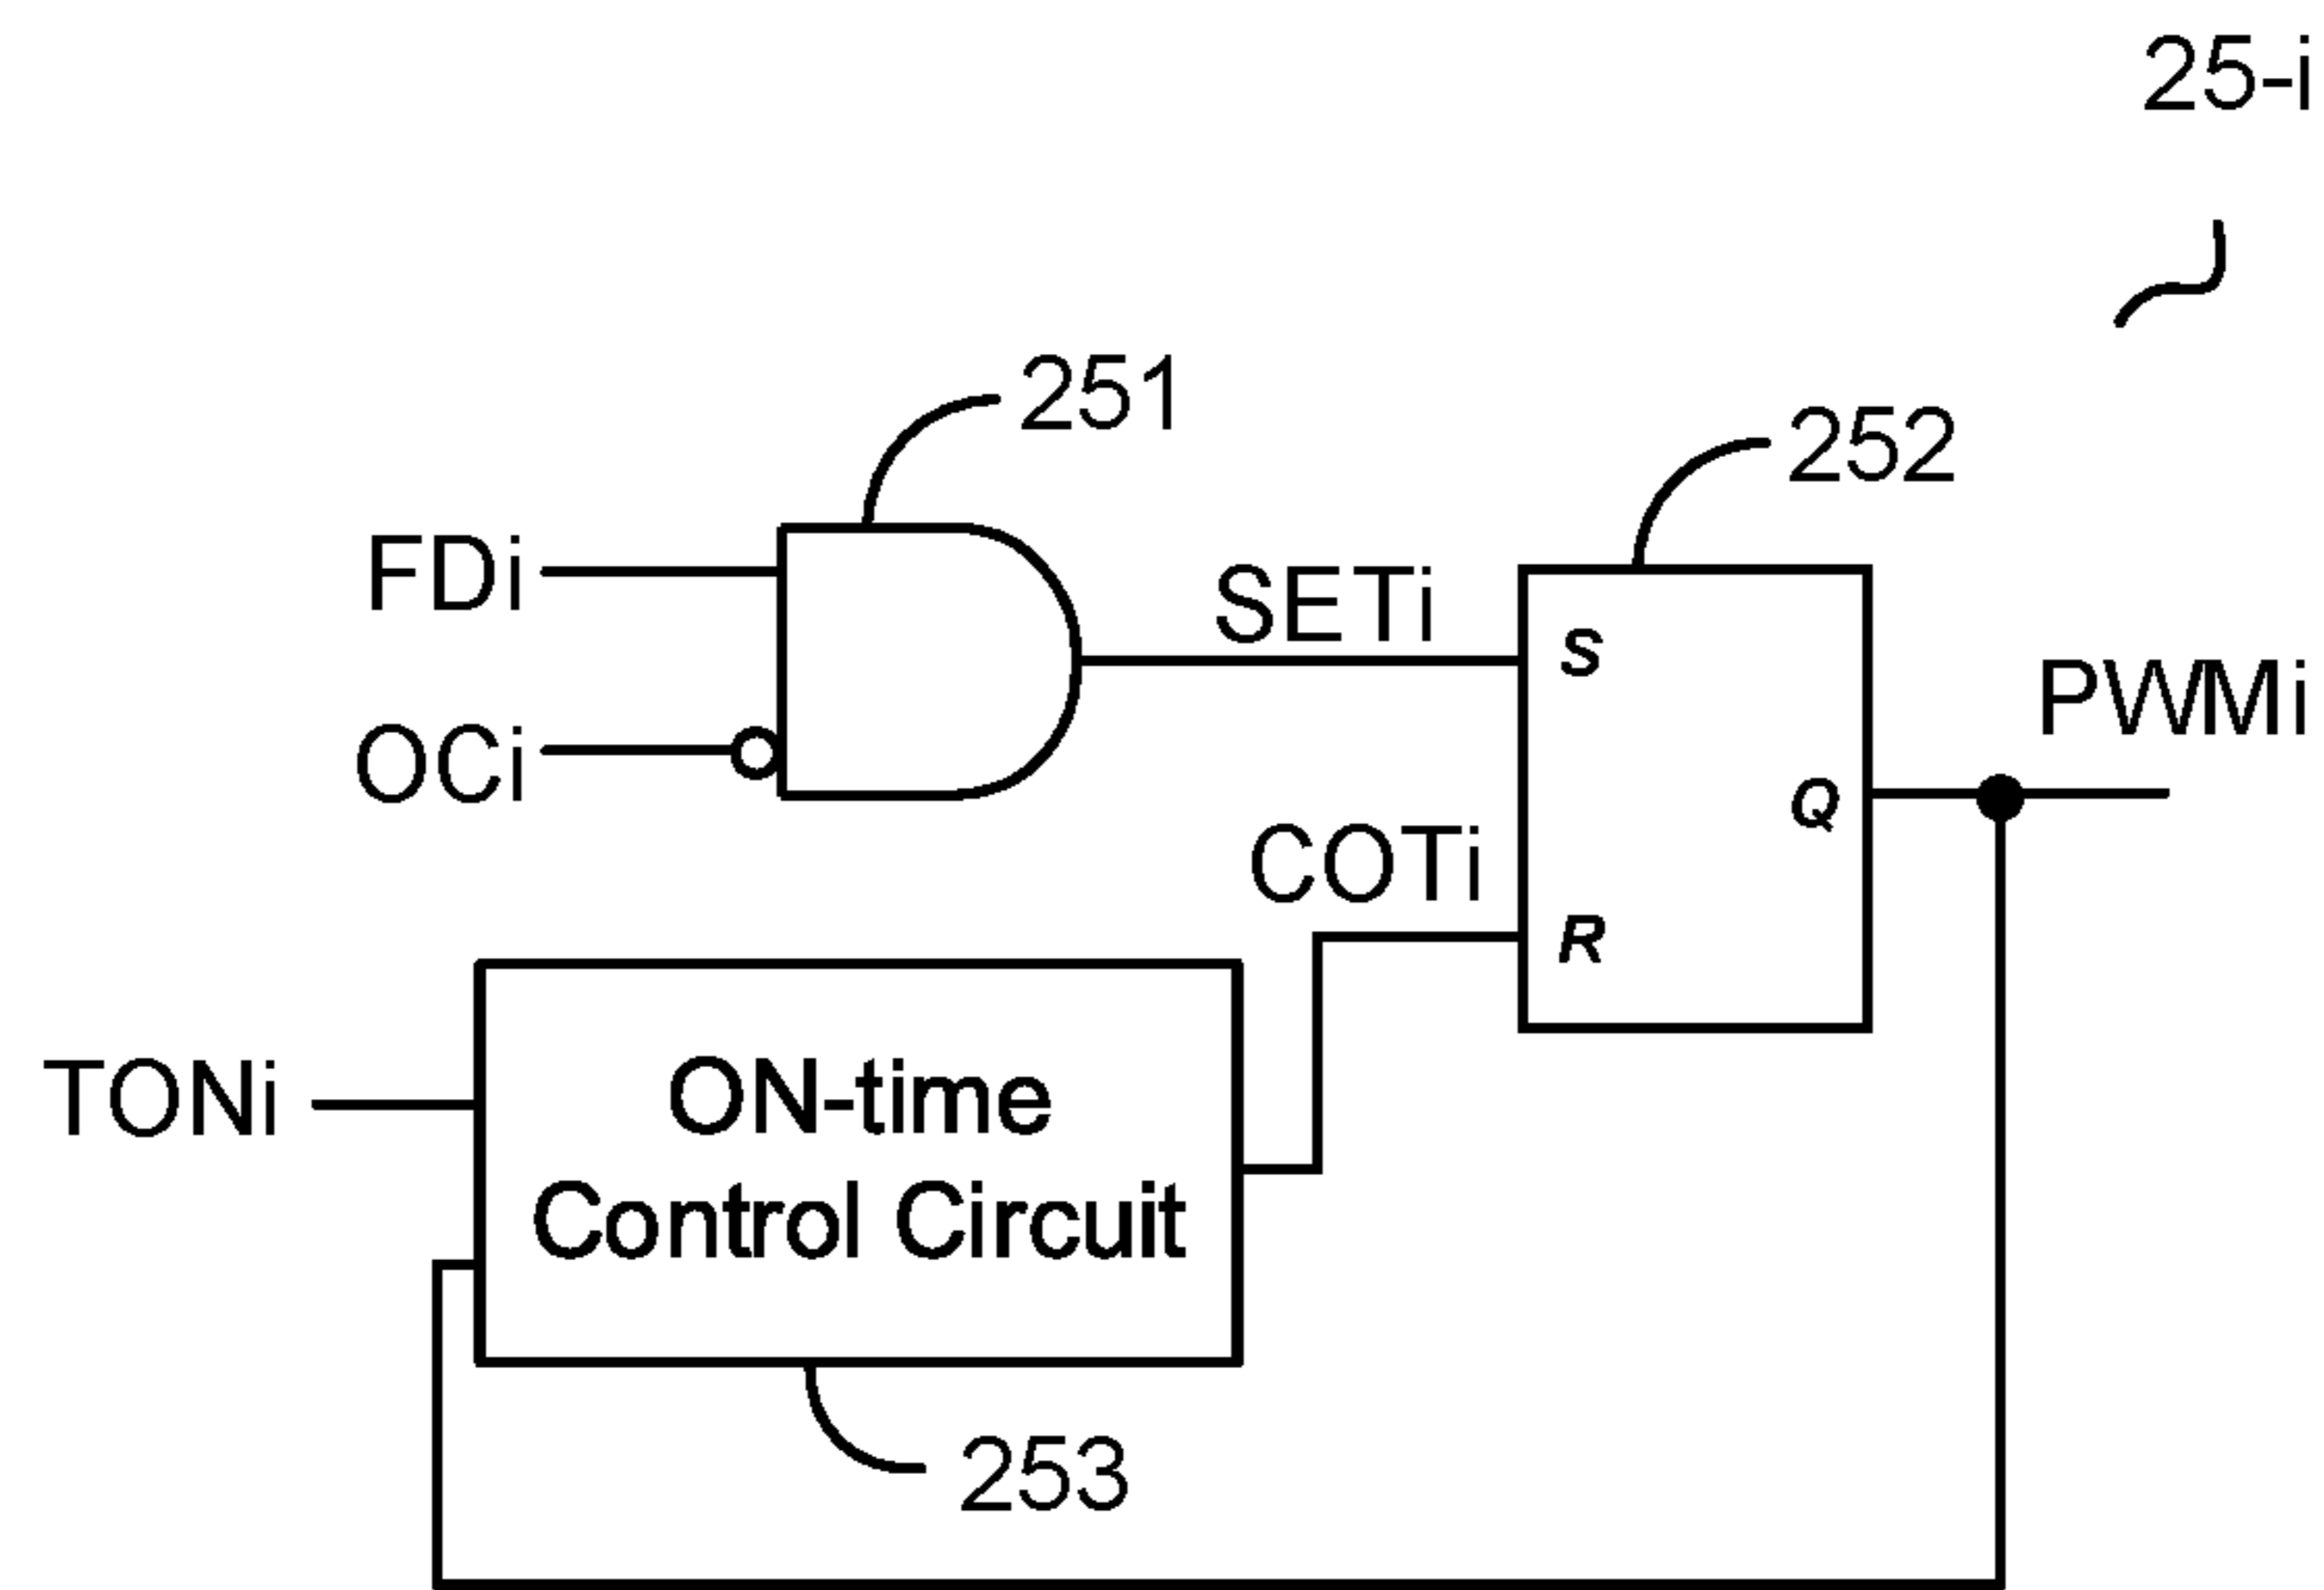 25-i
251
252
FDi
SETi
S
PWMi
OCi
Q
COTi
R
TONi
ON-time
Control Circuit
253